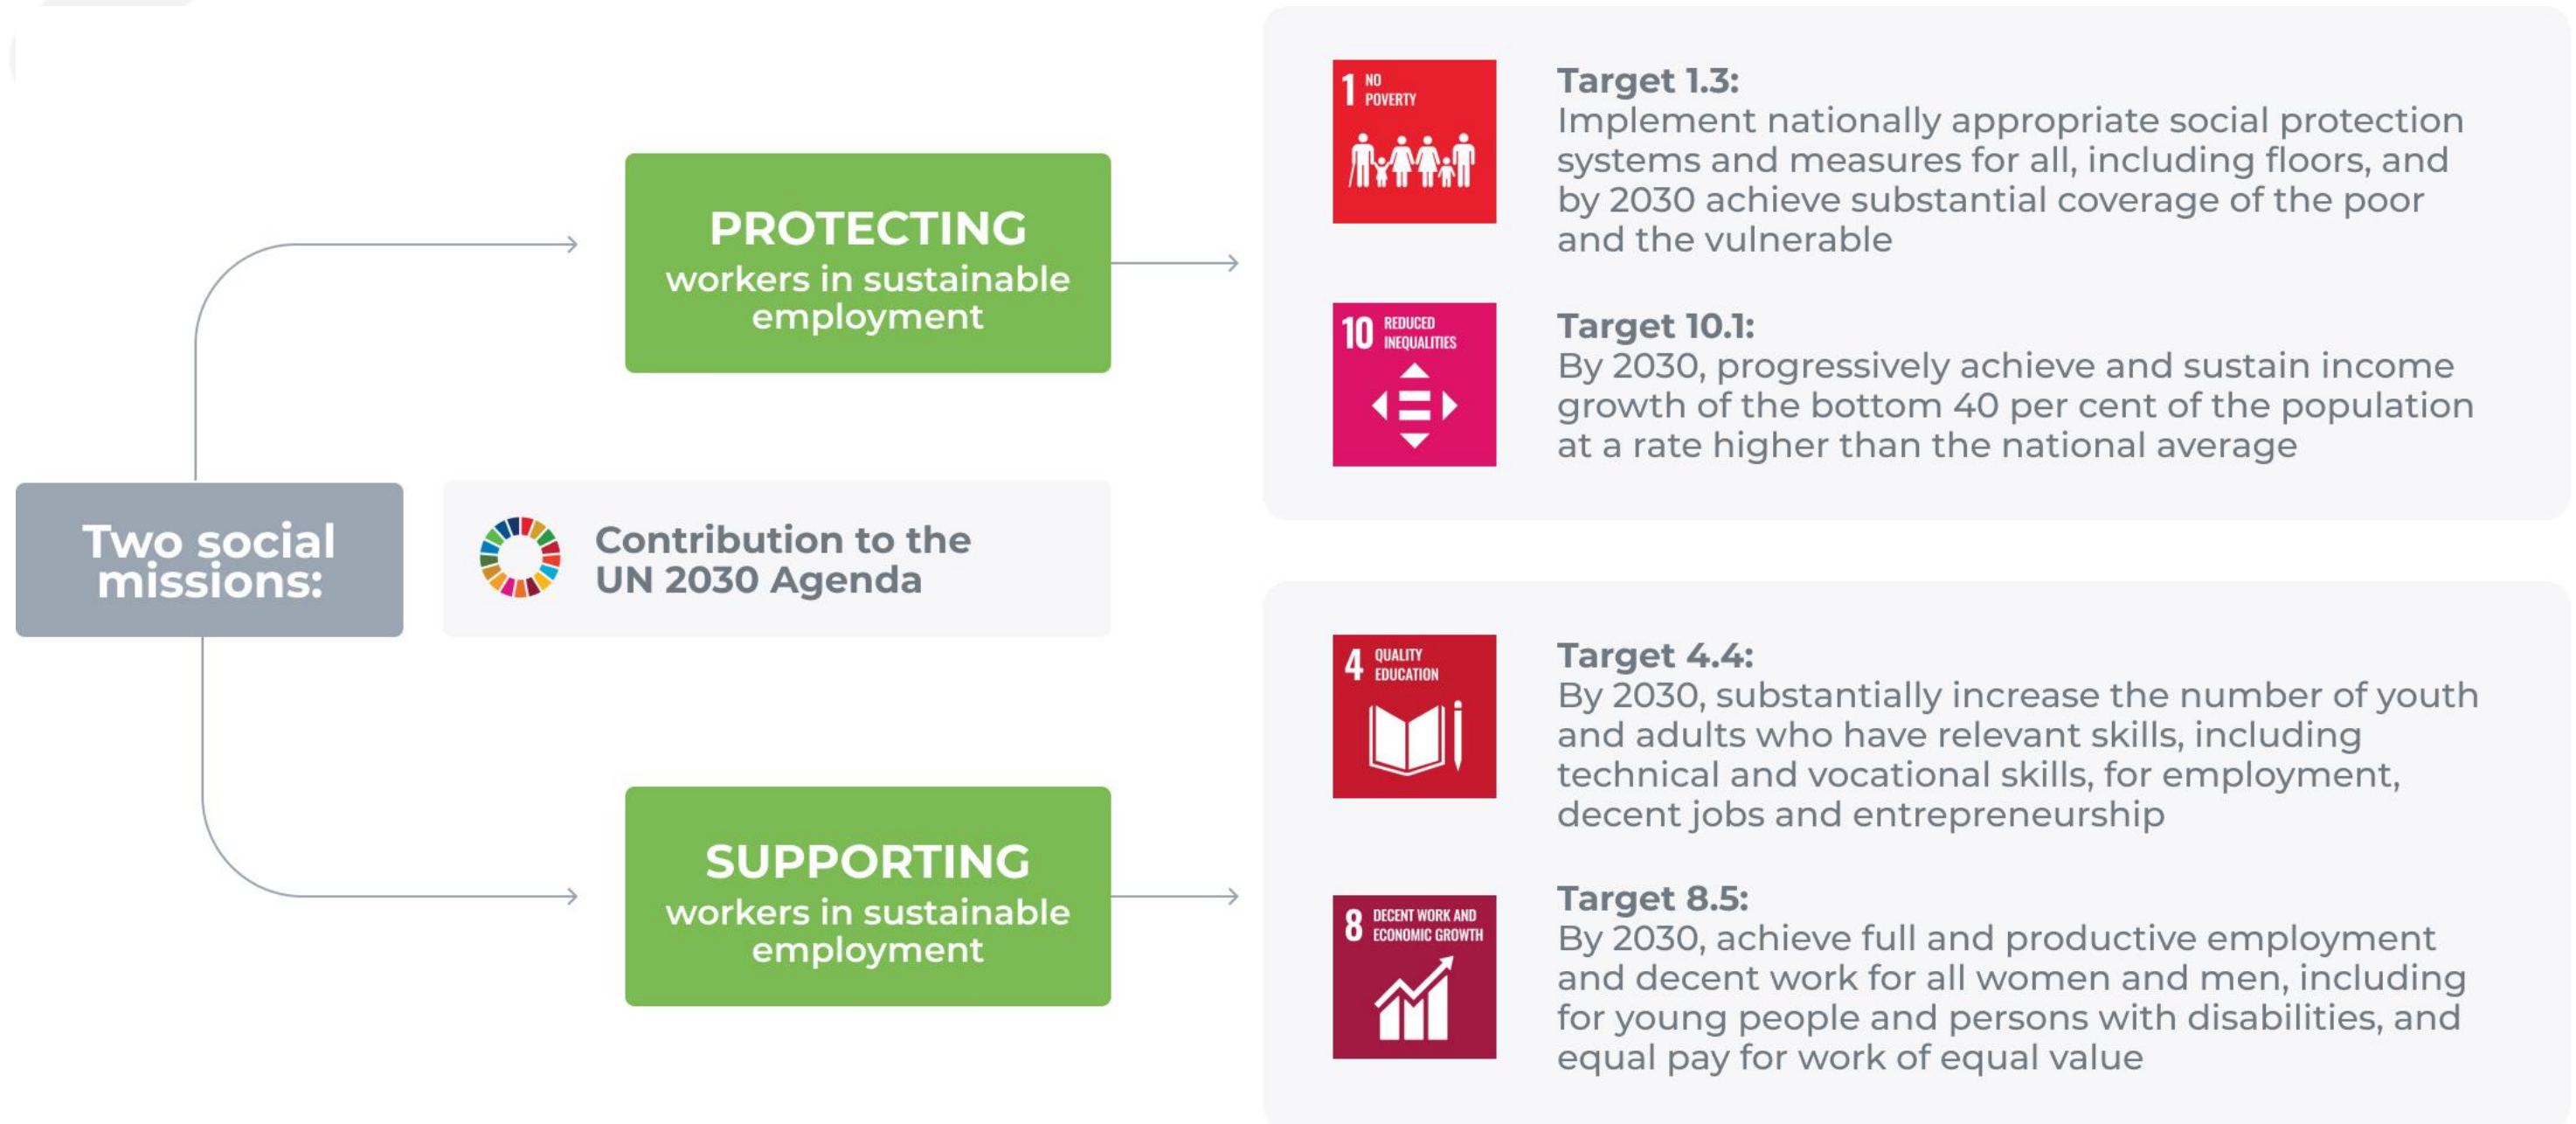 Two social
missions:
Contribution to the
UN 2030 Agenda
PROTECTING
workers in sustainable
employment
1 NO
POVERTY
Target 1.3:
Implement nationally appropriate social protection
systems and measures for all, including floors, and
by 2030 achieve substantial coverage of the poor
and the vulnerable
10 REDUCED
INEQUALITIES
Target 10.1:
By 2030, progressively achieve and sustain income
growth of the bottom 40 per cent of the population
at a rate higher than the national average
SUPPORTING
workers in sustainable
employment
4 QUALITY
EDUCATION
Target 4.4:
By 2030, substantially increase the number of youth
and adults who have relevant skills, including
technical and vocational skills, for employment,
decent jobs and entrepreneurship
8 DECENT WORK AND
ECONOMIC GROWTH
Target 8.5:
By 2030, achieve full and productive employment
and decent work for all women and men, including
for young people and persons with disabilities, and
equal pay for work of equal value